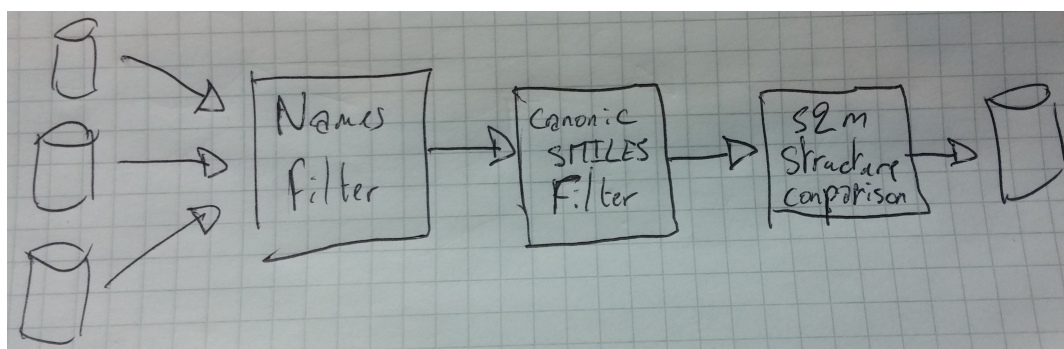 Names
Filter
Canonic
SMILES
Filter
s2m
Structure
comparison